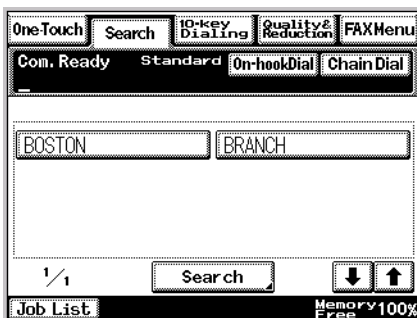 One-Touch Search 10-key Dialing Quality& Reduction FAXMenu
Com. Ready Standard On-hookDial Chain Dial
BOSTON BRANCH
1/1 Search
Job List Memory Free 100%